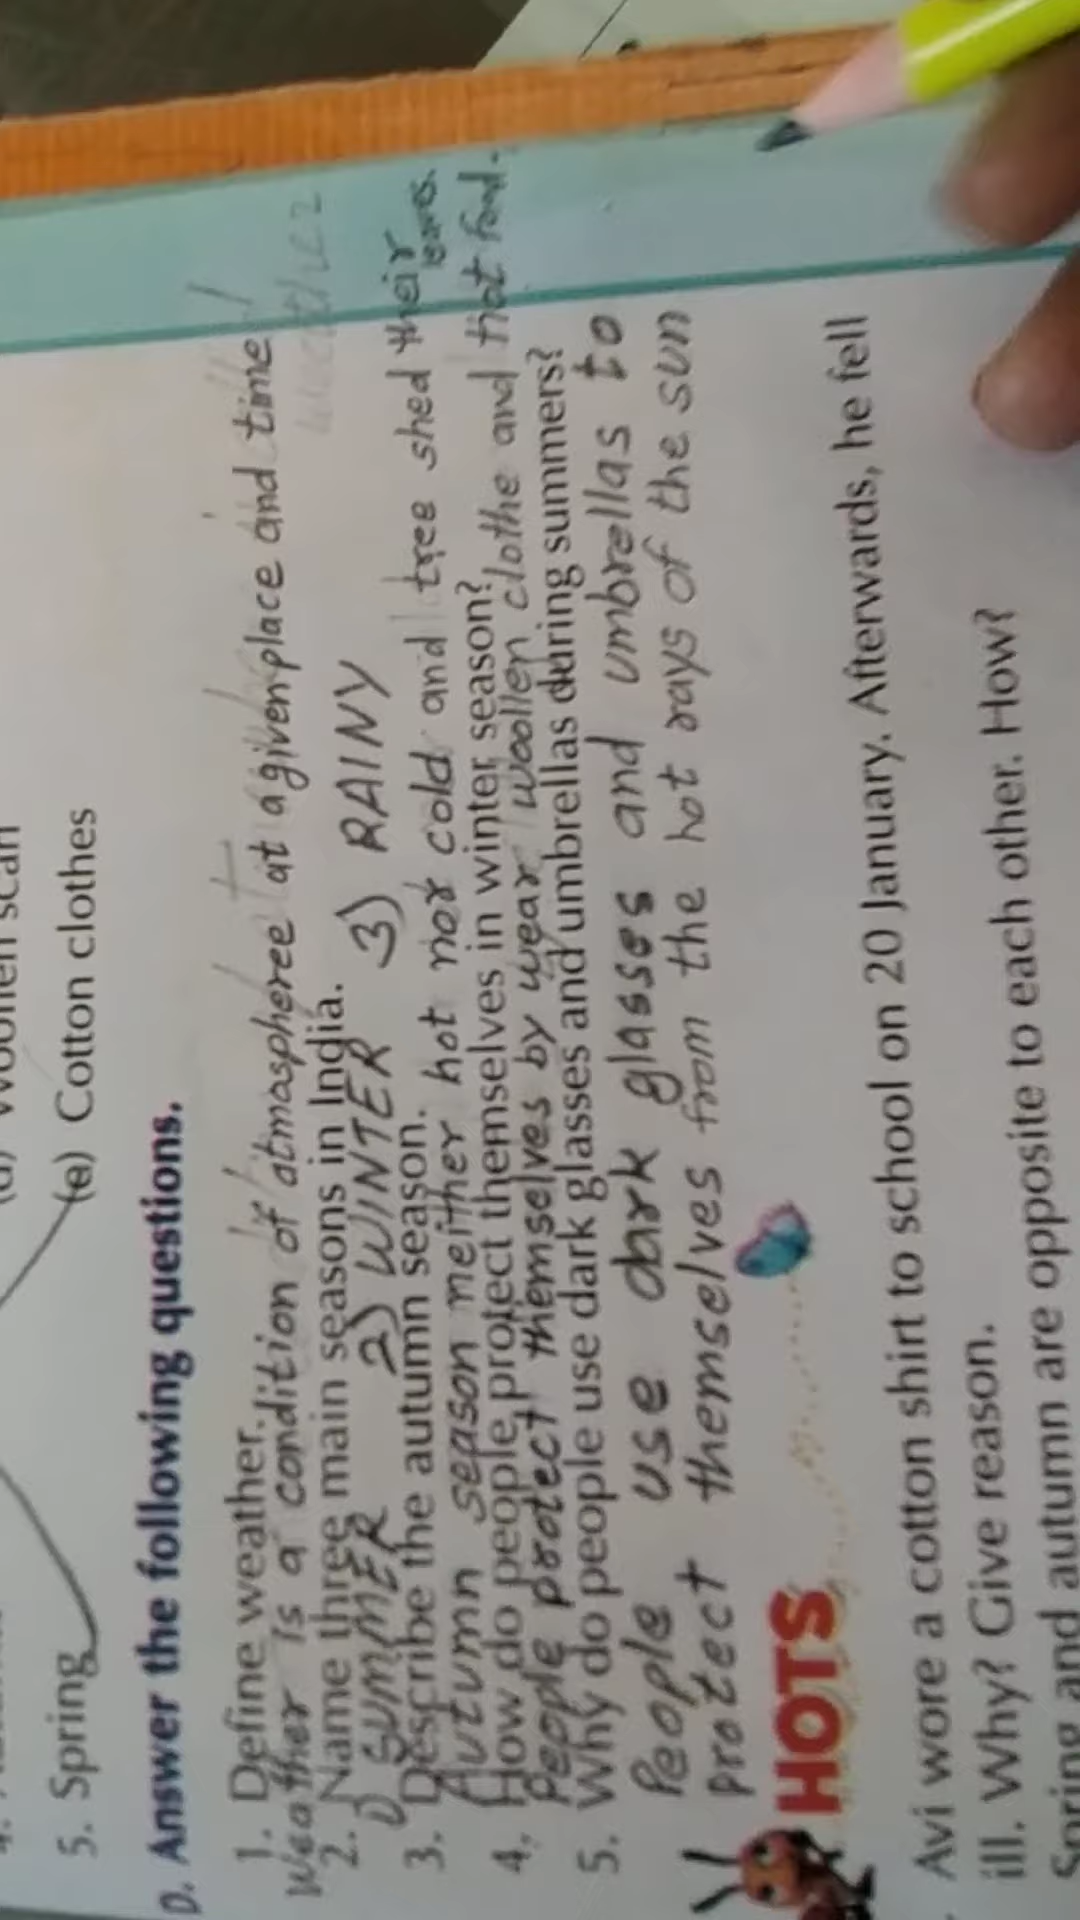 5. Spring
(e) Cotton clothes
D. Answer the following questions.
1. Define weather.
Weather is a condition of atmospheree at a given place and time
2. Name three main seasons in India.
1) SUMMER 2) WINTER 3) RAINY
3. Describe the autumn season.
Autumn season meither hot nor cold and tree shed their leaves.
4. How do people protect themselves in winter season?
People protect themselves by wear woollen clothe and hot food.
5. Why do people use dark glasses and umbrellas during summers?
People use dark glasses and umbrellas to
protect themselves from the hot rays of the sun
HOTS
Avi wore a cotton shirt to school on 20 January. Afterwards, he fell
ill. Why? Give reason.
Spring and autumn are opposite to each other. How?